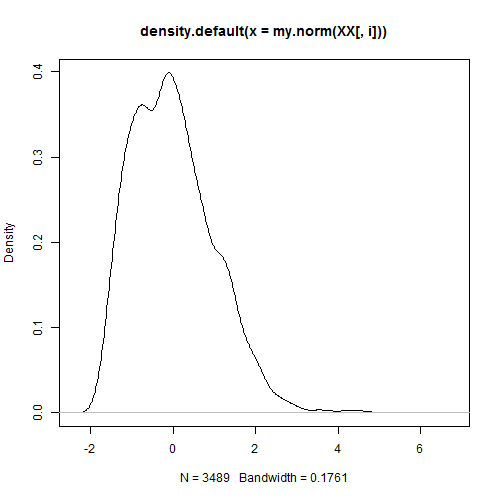 density.default(x = my.norm(XX[, i]))
Density
0.4
0.3
0.2
0.1
0.0
-2 0 2 4 6
N = 3489 Bandwidth = 0.1761